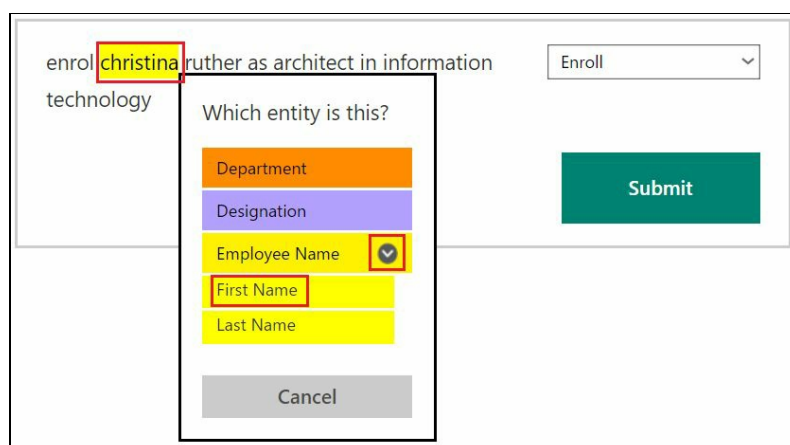 enrol christina ruther as architect in information
technology
Enroll
Submit
Which entity is this?
Department
Designation
Employee Name
First Name
Last Name
Cancel